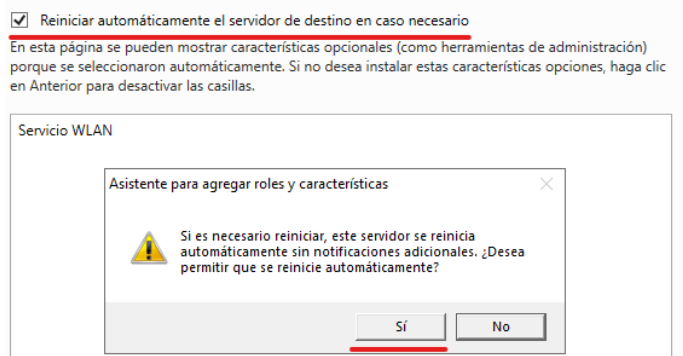 Reiniciar automáticamente el servidor de destino en caso necesario
En esta página se pueden mostrar características opcionales (como herramientas de administración)
porque se seleccionaron automáticamente. Si no desea instalar estas características opciones, haga clic
en Anterior para desactivar las casillas.
Servicio WLAN
Asistente para agregar roles y características
Si es necesario reiniciar, este servidor se reinicia
automáticamente sin notificaciones adicionales. ¿Desea
permitir que se reinicie automáticamente?
Sí
No